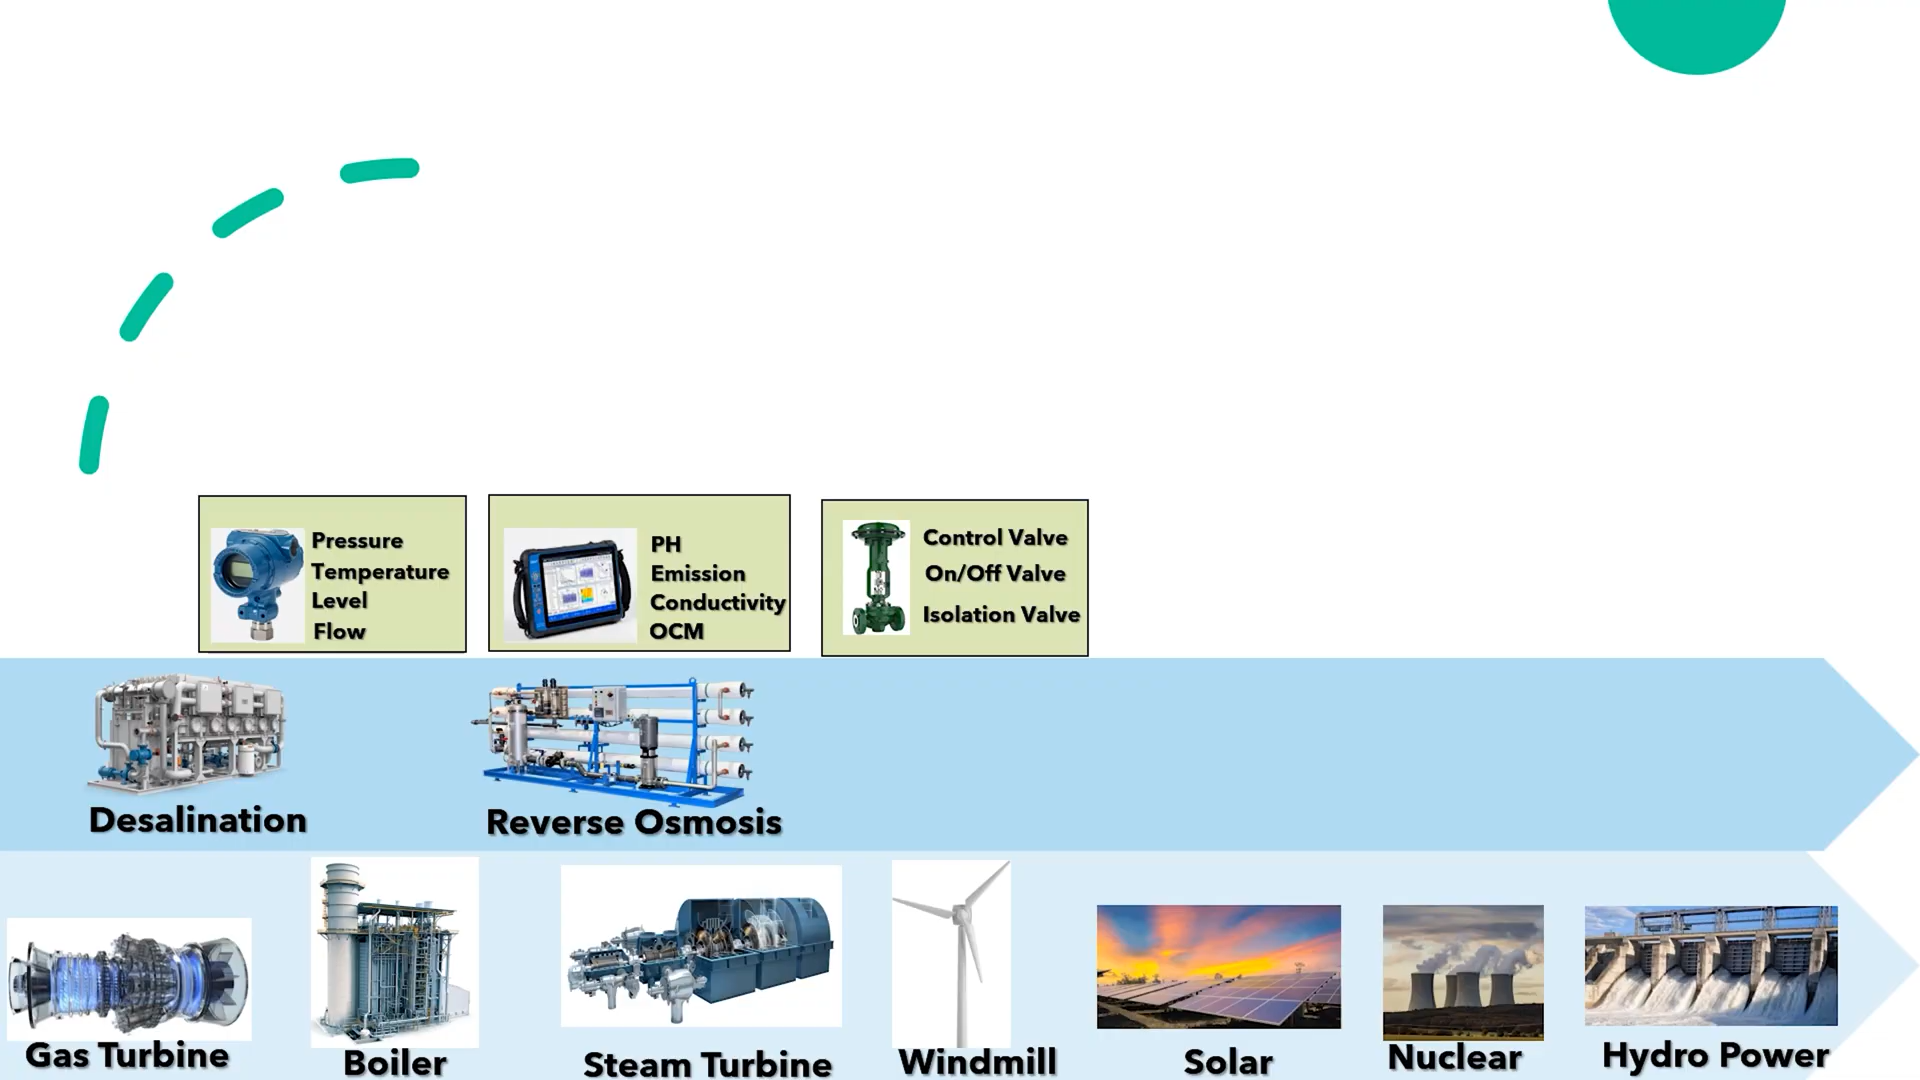 Pressure
Temperature
Level
Flow
PH
Emission
Conductivity
OCM
Control Valve
On/Off Valve
Isolation Valve
Desalination
Reverse Osmosis
Gas Turbine
Boiler
Steam Turbine
Windmill
Solar
Nuclear
Hydro Power